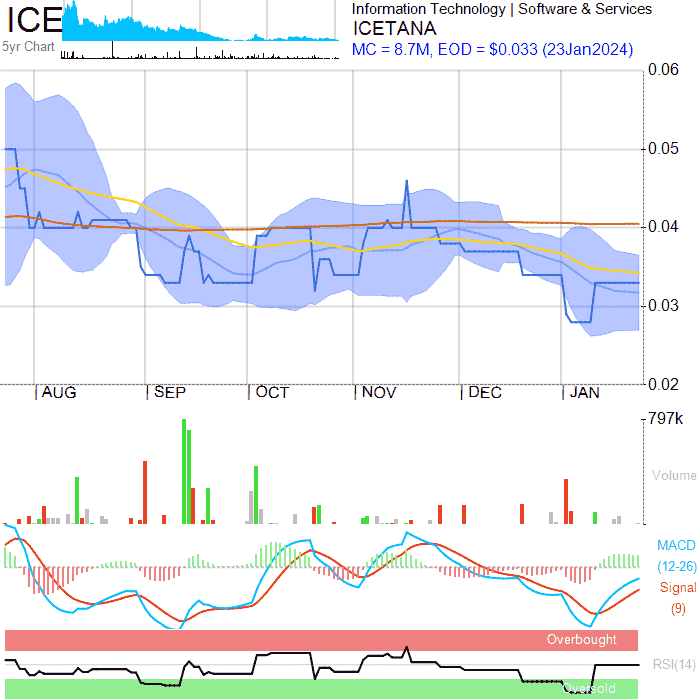 ICE
5yr Chart
Information Technology | Software & Services
ICETANA
MC = 8.7M, EOD = $0.033 (23Jan2024)
0.06
0.05
0.04
0.03
0.02
AUG SEP OCT NOV DEC JAN
797k
Volume
MACD
(12-26)
Signal
(9)
Overbought
RSI(14)
Oversold